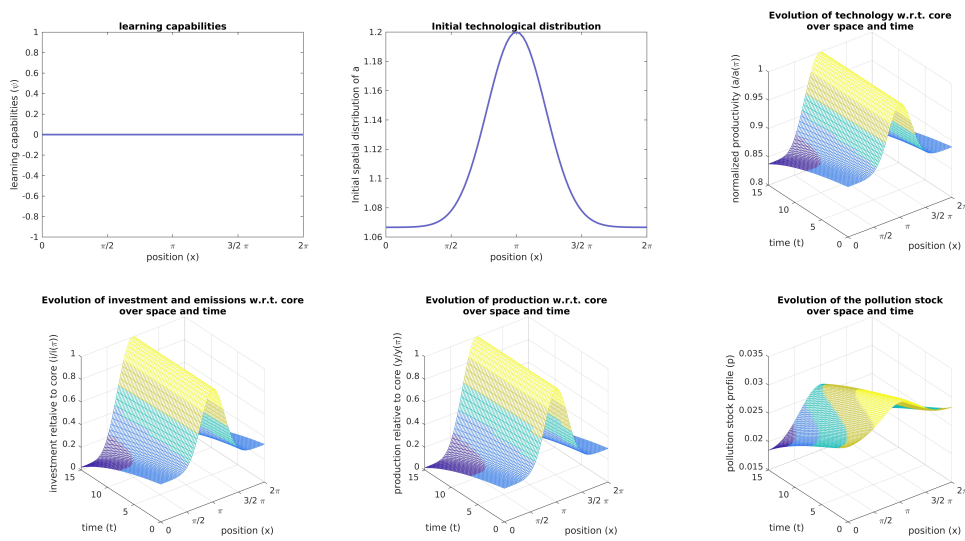 learning capabilities
1
0.8
0.6
0.4
0.2
0
-0.2
-0.4
-0.6
-0.8
-1
learning capabilities (ψ)
0
π/2
π
3/2 π
2π
position (x)
Initial technological distribution
1.2
1.18
1.16
1.14
1.12
1.1
1.08
1.06
Initial spatial distribution of a
0
π/2
π
3/2 π
2π
position (x)
Evolution of technology w.r.t. core
over space and time
1
0.95
0.9
0.85
0.8
normalized productivity (a/a(π))
15
10
5
0
time (t)
0
π/2
π
3/2 π
2π
position (x)
Evolution of investment and emissions w.r.t. core
over space and time
1
0.8
0.6
0.4
0.2
0
investment reltaive to core (i/i(π))
15
10
5
0
time (t)
0
π/2
π
3/2 π
2π
position (x)
Evolution of production w.r.t. core
over space and time
1
0.8
0.6
0.4
0.2
0
production relative to core (y/y(π))
15
10
5
0
time (t)
0
π/2
π
3/2 π
2π
position (x)
Evolution of the pollution stock
over space and time
0.035
0.03
0.025
0.02
0.015
pollution stock profile (p)
15
10
5
0
time (t)
0
π/2
π
3/2 π
2π
position (x)